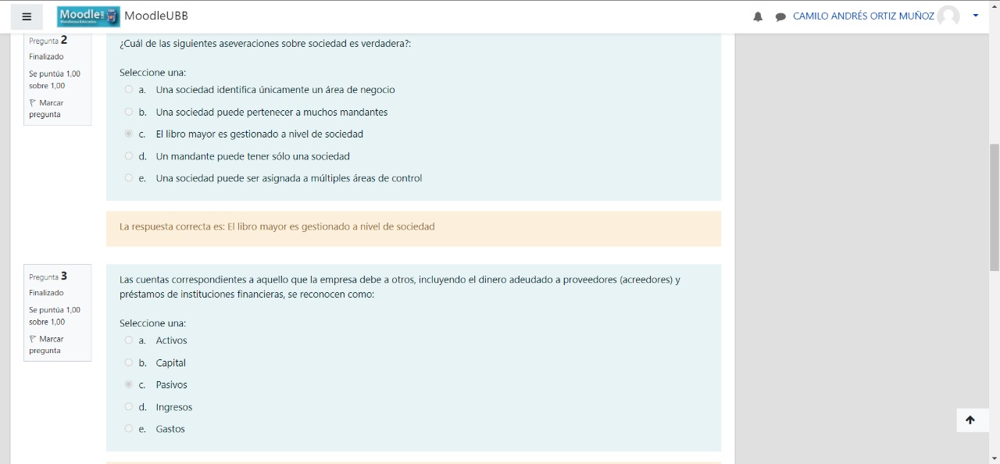 Moodle MoodleUBB CAMILO ANDRÉS ORTIZ MUÑOZ
Pregunta 2
Finalizado
Se puntúa 1,00
sobre 1,00
Marcar
pregunta
¿Cuál de las siguientes aseveraciones sobre sociedad es verdadera?:
Seleccione una:
a. Una sociedad identifica únicamente un área de negocio
b. Una sociedad puede pertenecer a muchos mandantes
c. El libro mayor es gestionado a nivel de sociedad
d. Un mandante puede tener sólo una sociedad
e. Una sociedad puede ser asignada a múltiples áreas de control
La respuesta correcta es: El libro mayor es gestionado a nivel de sociedad
Pregunta 3
Finalizado
Se puntúa 1,00
sobre 1,00
Marcar
pregunta
Las cuentas correspondientes a aquello que la empresa debe a otros, incluyendo el dinero adeudado a proveedores (acreedores) y
préstamos de instituciones financieras, se reconocen como:
Seleccione una:
a. Activos
b. Capital
c. Pasivos
d. Ingresos
e. Gastos